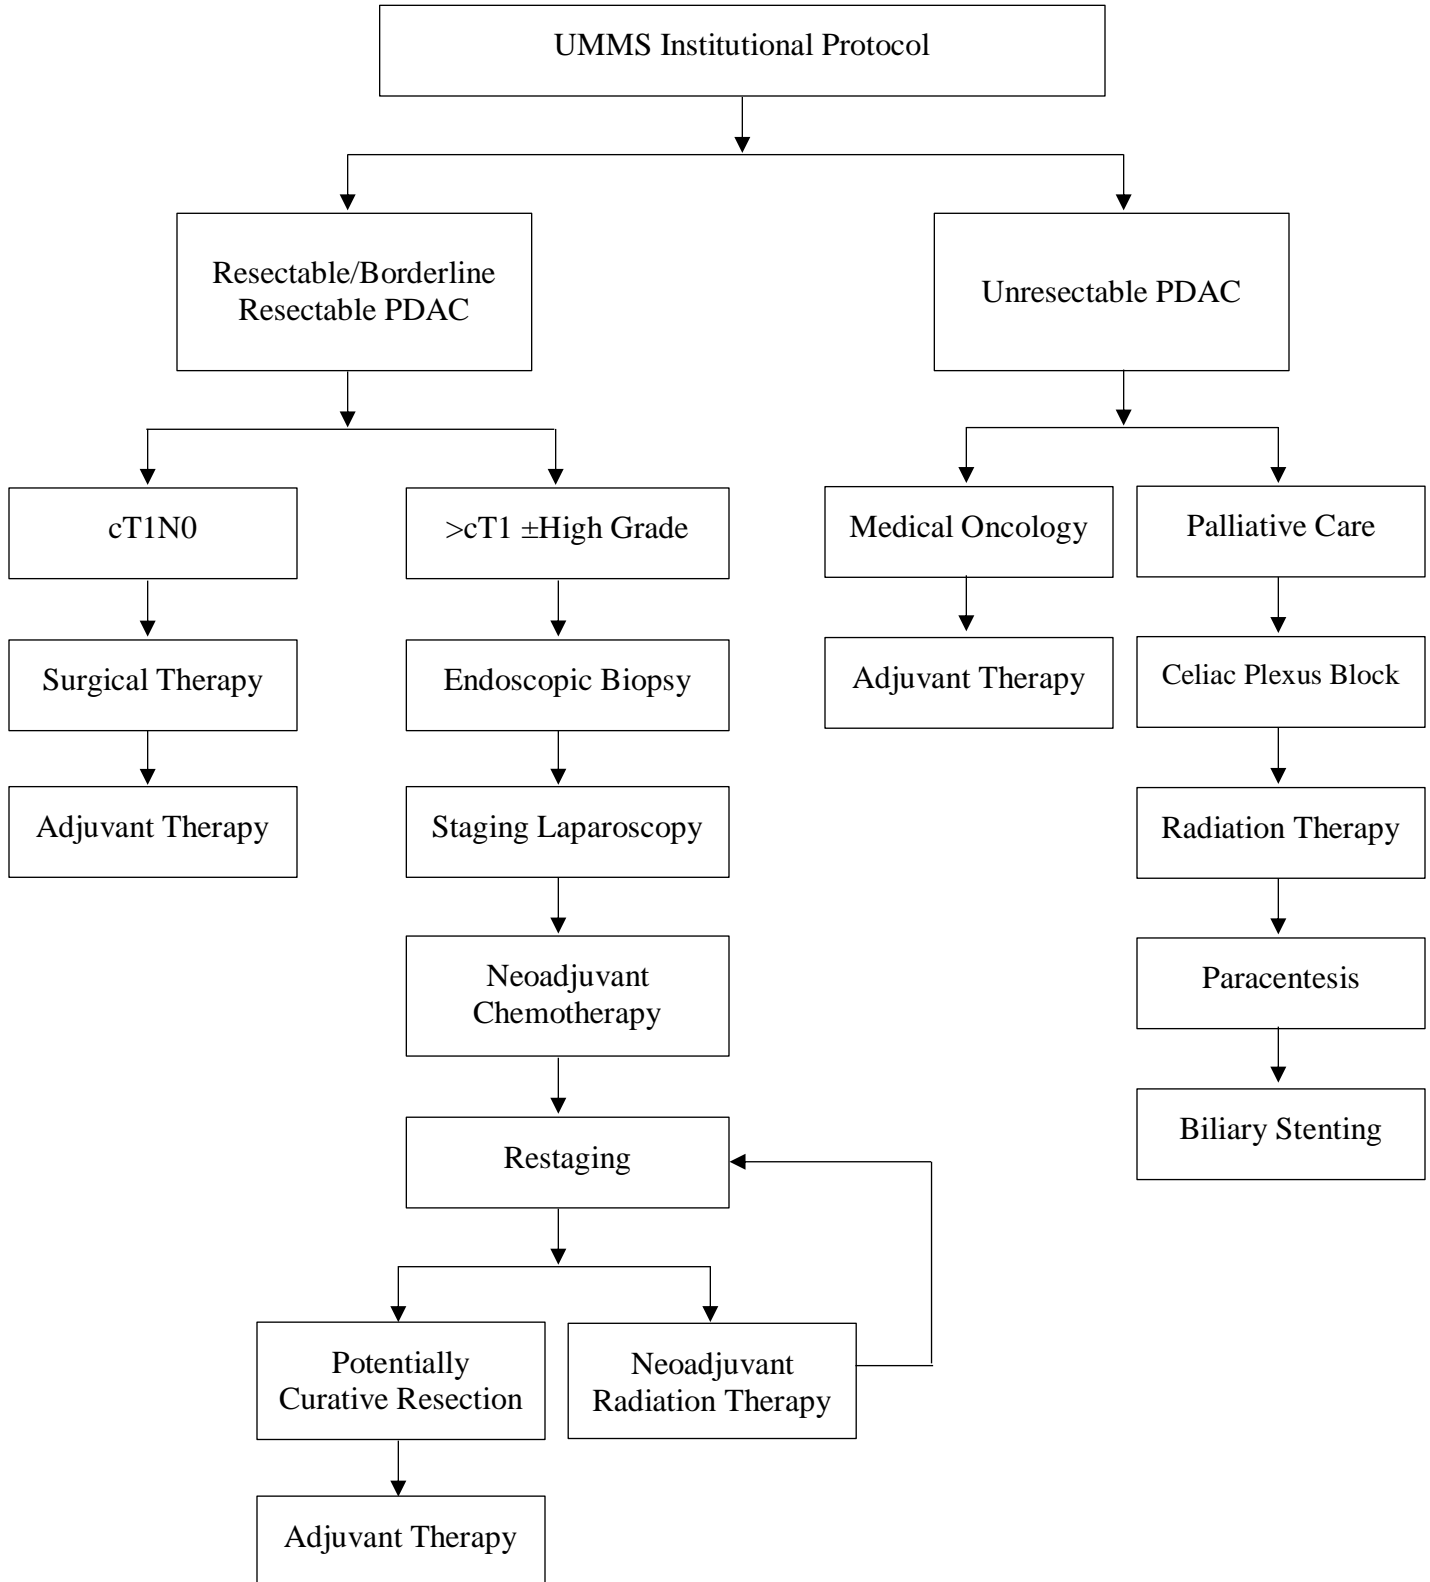 UMMS Institutional Protocol
Resectable/Borderline
Resectable PDAC
Unresectable PDAC
cT1N0
>cT1 ±High Grade
Medical Oncology
Palliative Care
Surgical Therapy
Endoscopic Biopsy
Adjuvant Therapy
Celiac Plexus Block
Adjuvant Therapy
Staging Laparoscopy
Radiation Therapy
Neoadjuvant
Chemotherapy
Paracentesis
Restaging
Biliary Stenting
Potentially
Curative Resection
Neoadjuvant
Radiation Therapy
Adjuvant Therapy